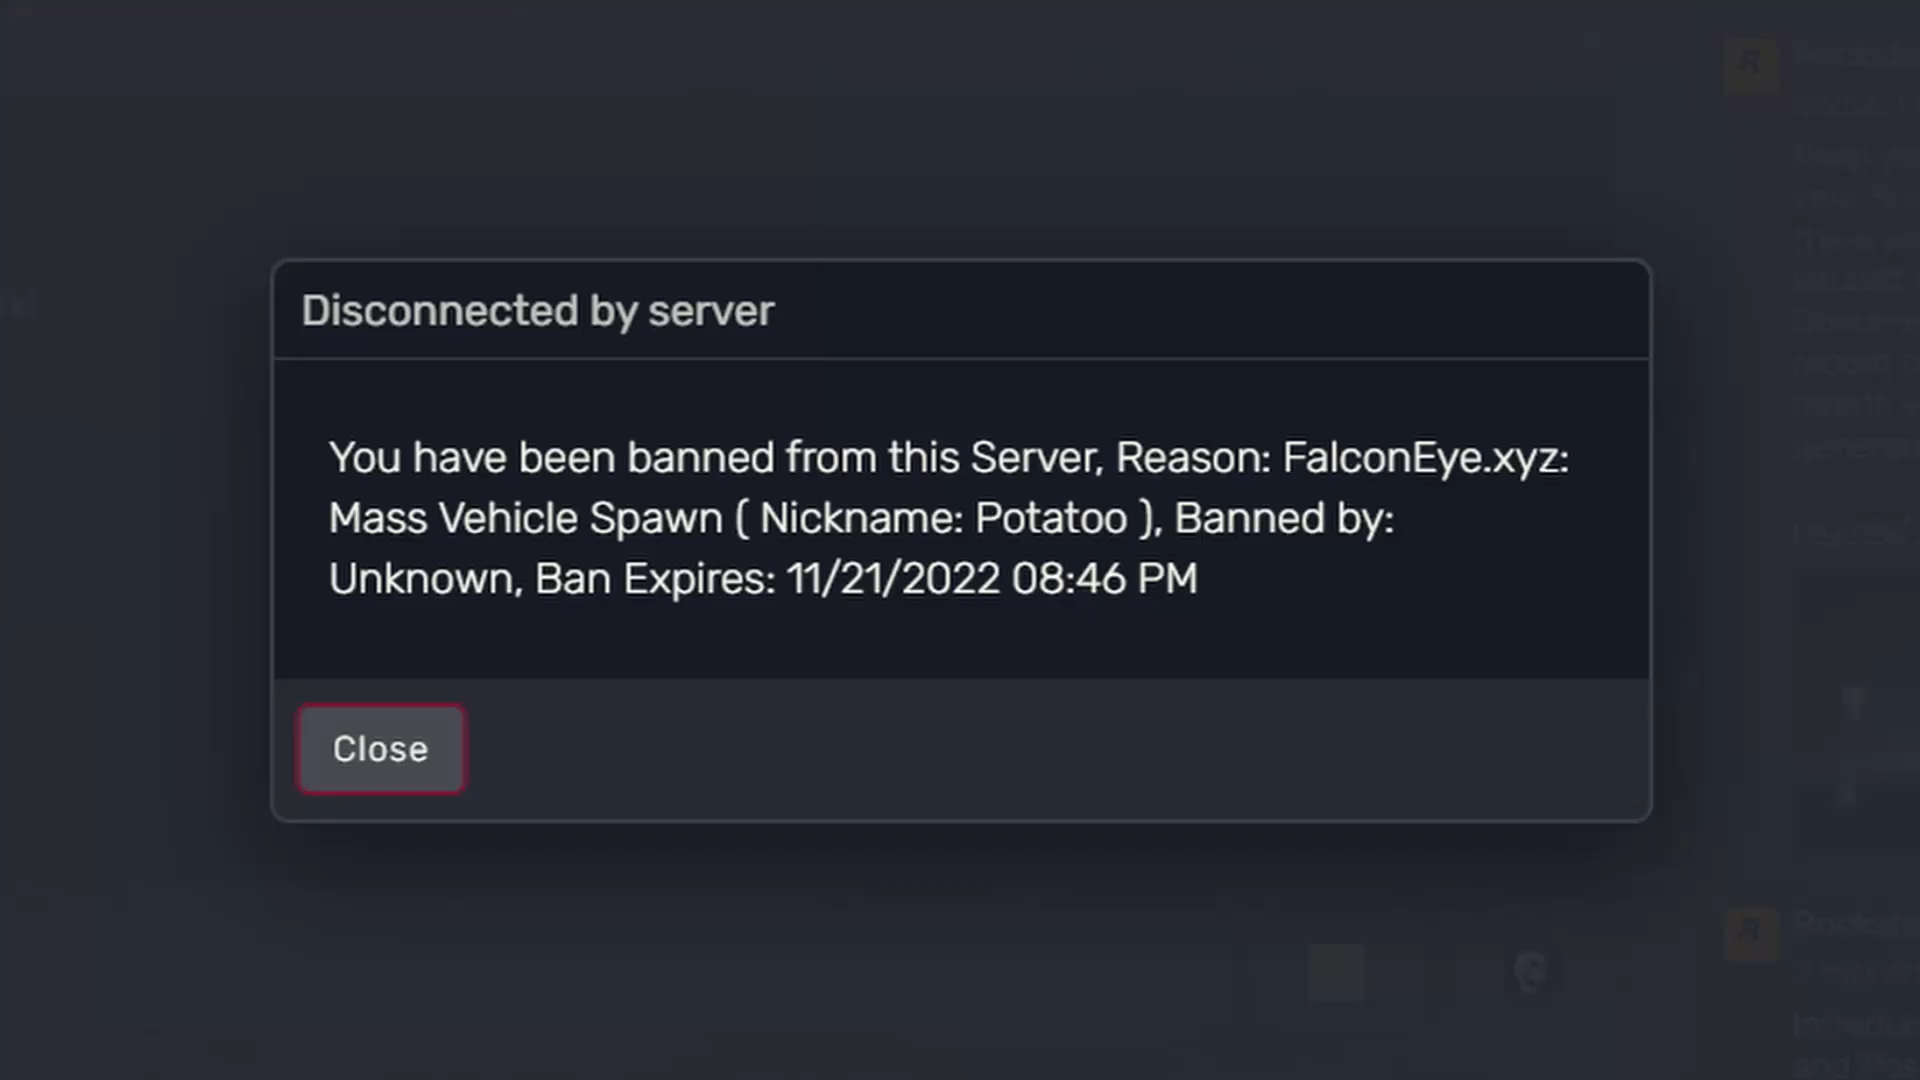 Disconnected by server
You have been banned from this Server, Reason: FalconEye.xyz:
Mass Vehicle Spawn ( Nickname: Potatoo ), Banned by:
Unknown, Ban Expires: 11/21/2022 08:46 PM
Close